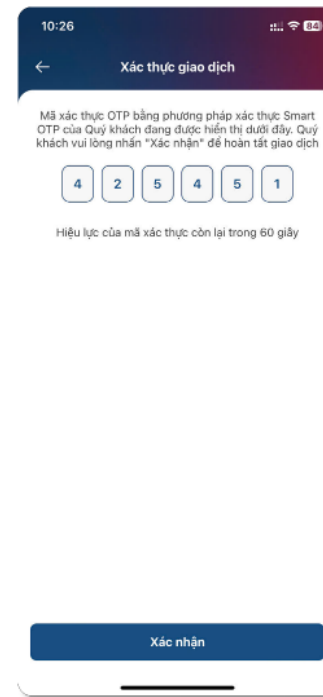 10:26
84
Xác thực giao dịch
Mã xác thực OTP bằng phương pháp xác thực Smart
OTP của Quý khách đang được hiển thị dưới đây. Quý
khách vui lòng nhấn "Xác nhận" để hoàn tất giao dịch
4 2 5 4 5 1
Hiệu lực của mã xác thực còn lại trong 60 giây
Xác nhận